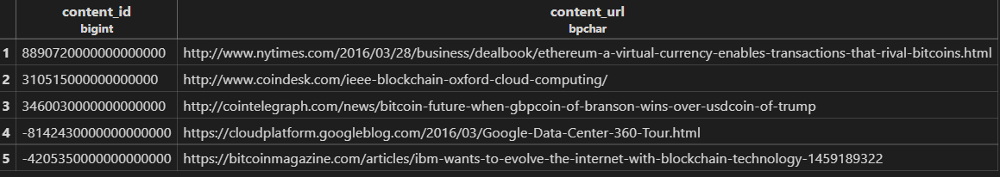 content_id content_url
bigint bpchar
1 8890720000000000000 http://www.nytimes.com/2016/03/28/business/dealbook/ethereum-a-virtual-currency-enables-transactions-that-rival-bitcoins.html
2 310515000000000000 http://www.coindesk.com/ieee-blockchain-oxford-cloud-computing/
3 3460030000000000000 http://cointelegraph.com/news/bitcoin-future-when-gbpcoin-of-branson-wins-over-usdcoin-of-trump
4 -8142430000000000000 https://cloudplatform.googleblog.com/2016/03/Google-Data-Center-360-Tour.html
5 -4205350000000000000 https://bitcoinmagazine.com/articles/ibm-wants-to-evolve-the-internet-with-blockchain-technology-1459189322